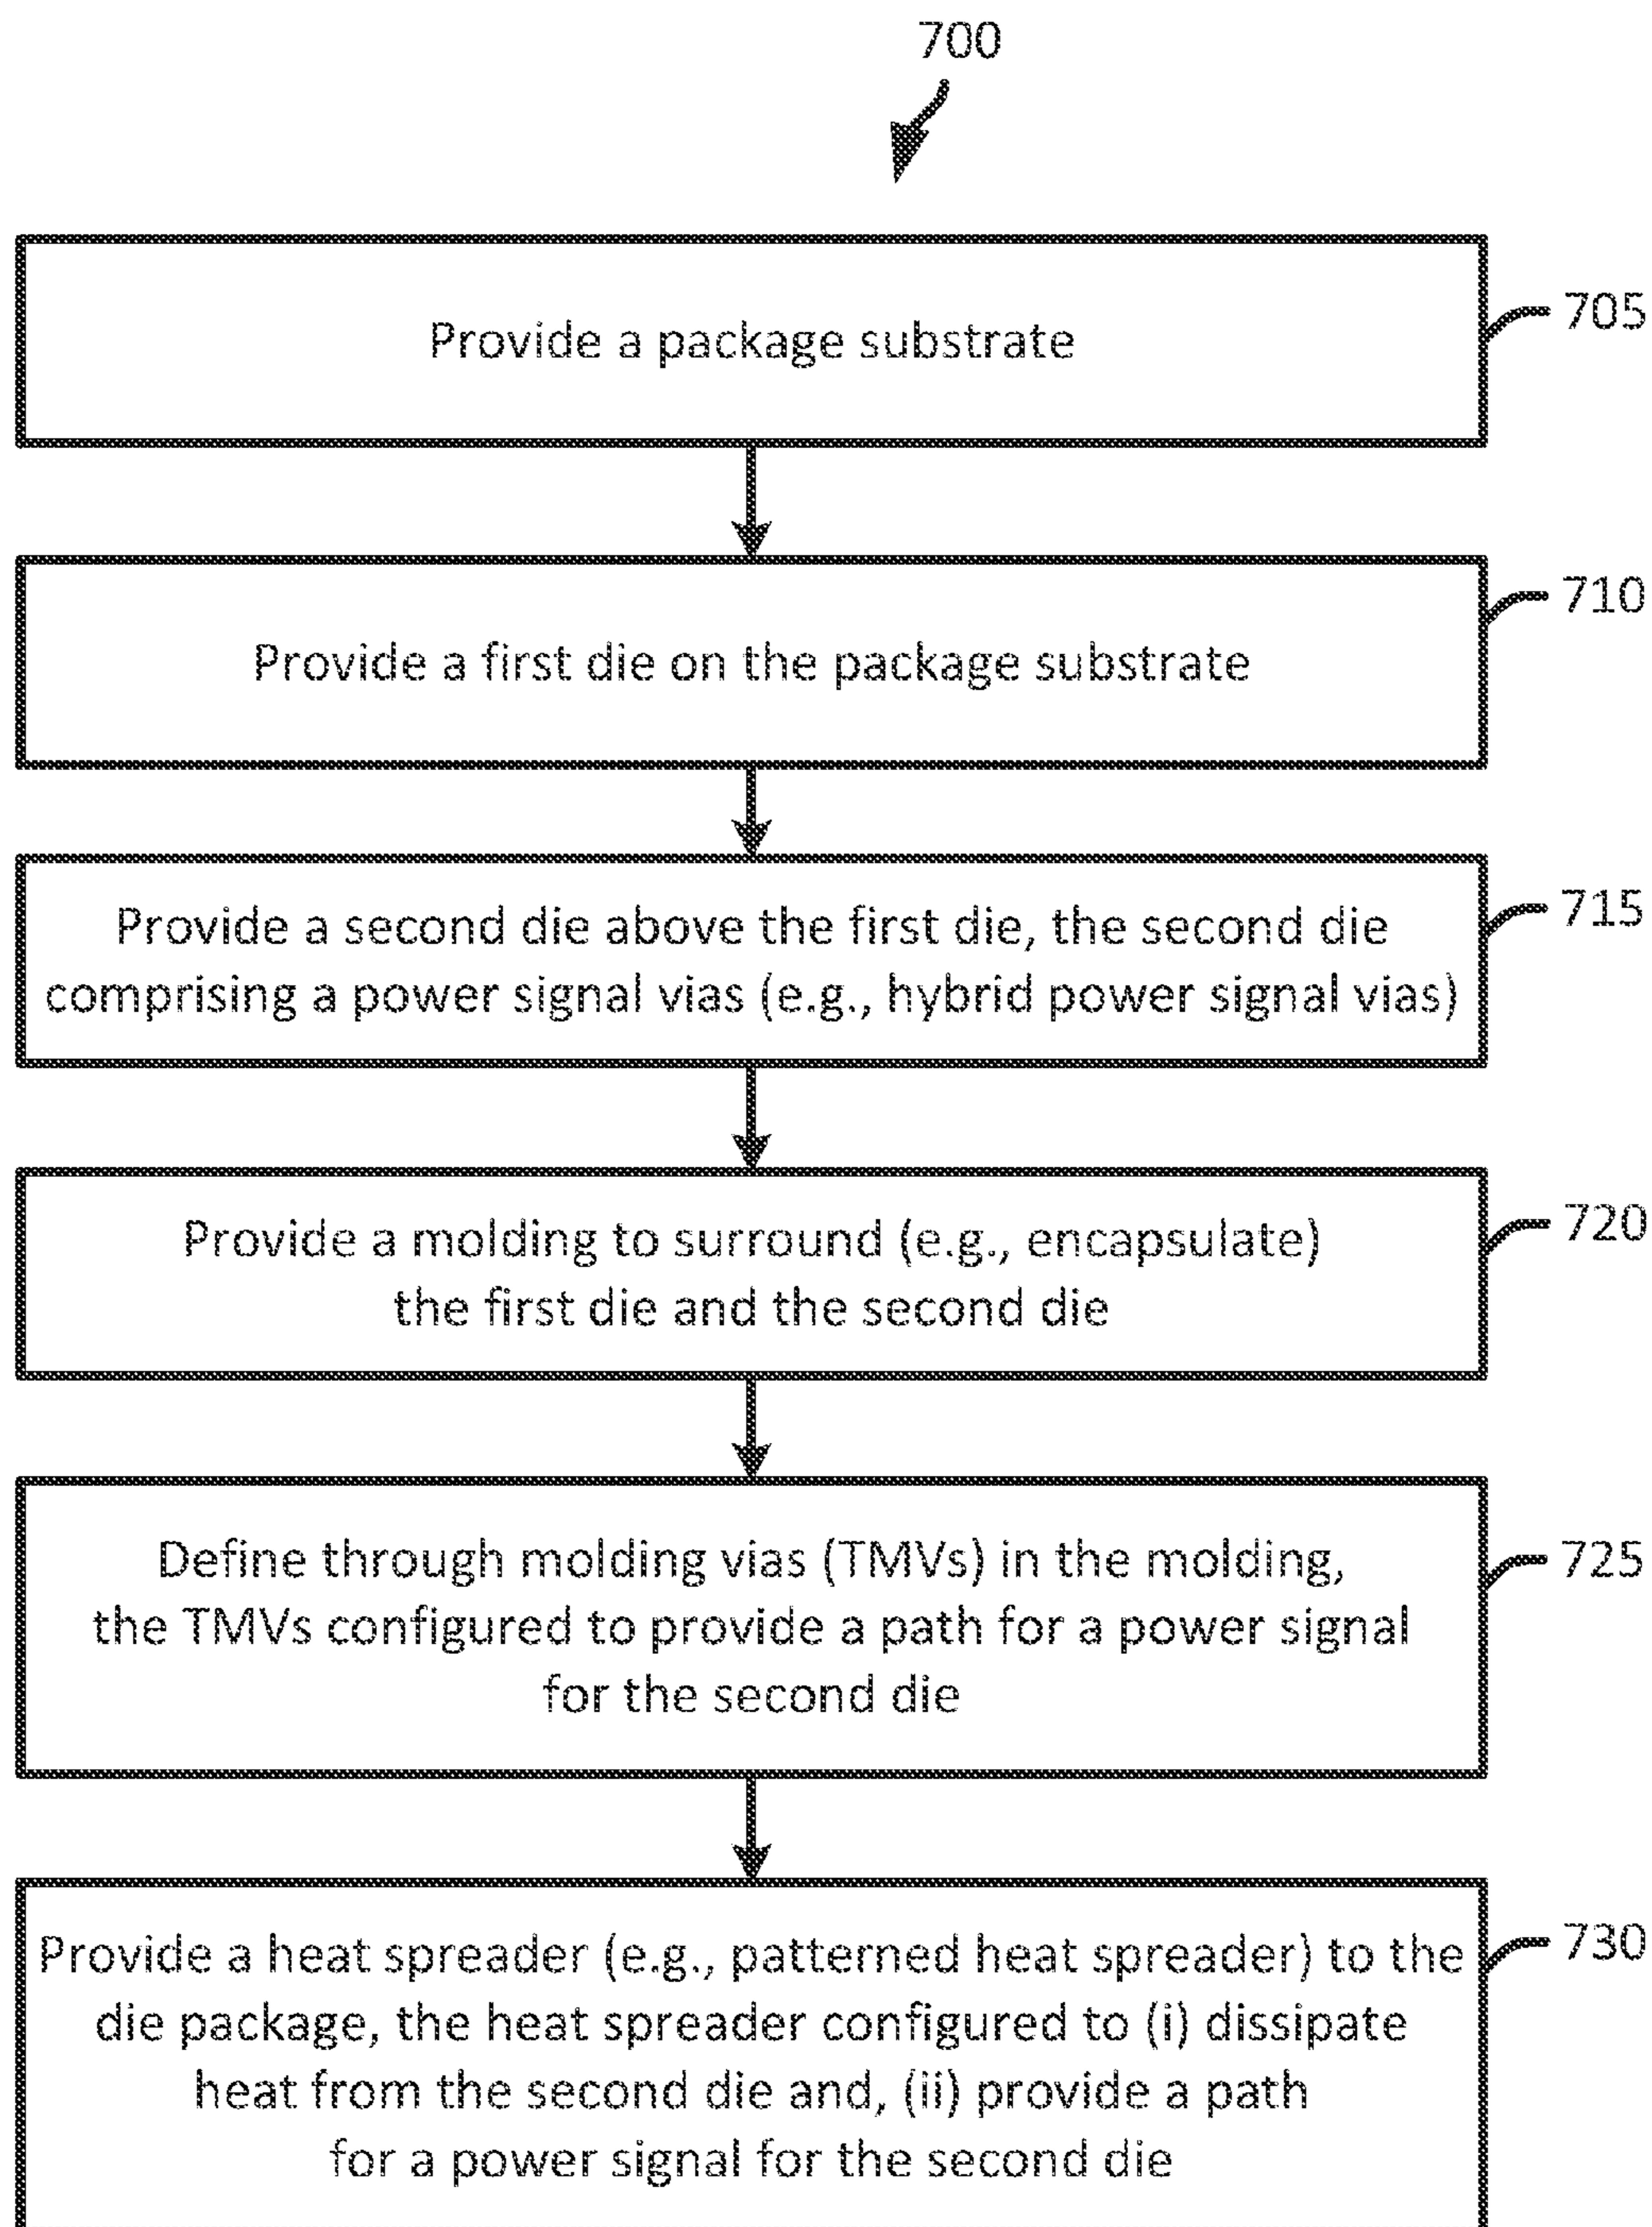 700
Provide a package substrate
705
Provide a first die on the package substrate
710
Provide a second die above the first die, the second die
comprising a power signal vias (e.g., hybrid power signal vias)
715
Provide a molding to surround (e.g., encapsulate)
the first die and the second die
720
Define through molding vias (TMVs) in the molding,
the TMVs configured to provide a path for a power signal
for the second die
725
Provide a heat spreader (e.g., patterned heat spreader) to the
die package, the heat spreader configured to (i) dissipate
heat from the second die and, (ii) provide a path
for a power signal for the second die
730